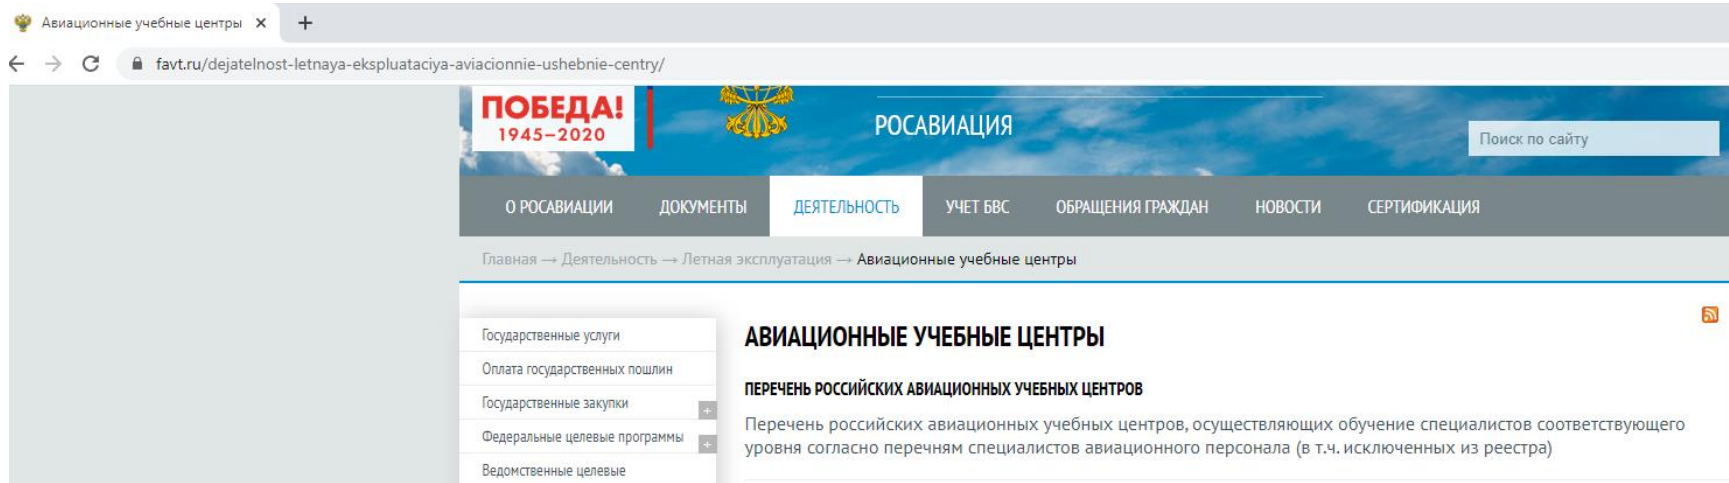 Авиационные учебные центры
favt.ru/dejatelnost-letnaya-ekspluataciya-aviacionnie-ushebnie-centry/
ПОБЕДА!
1945–2020
РОСАВИАЦИЯ
Поиск по сайту
О РОСАВИАЦИИ ДОКУМЕНТЫ ДЕЯТЕЛЬНОСТЬ УЧЕТ БВС ОБРАЩЕНИЯ ГРАЖДАН НОВОСТИ СЕРТИФИКАЦИЯ
Главная → Деятельность → Летная эксплуатация → Авиационные учебные центры
Государственные услуги
Оплата государственных пошлин
Государственные закупки
Федеральные целевые программы
Ведомственные целевые
АВИАЦИОННЫЕ УЧЕБНЫЕ ЦЕНТРЫ
ПЕРЕЧЕНЬ РОССИЙСКИХ АВИАЦИОННЫХ УЧЕБНЫХ ЦЕНТРОВ
Перечень российских авиационных учебных центров, осуществляющих обучение специалистов соответствующего
уровня согласно перечням специалистов авиационного персонала (в т.ч. исключенных из реестра)